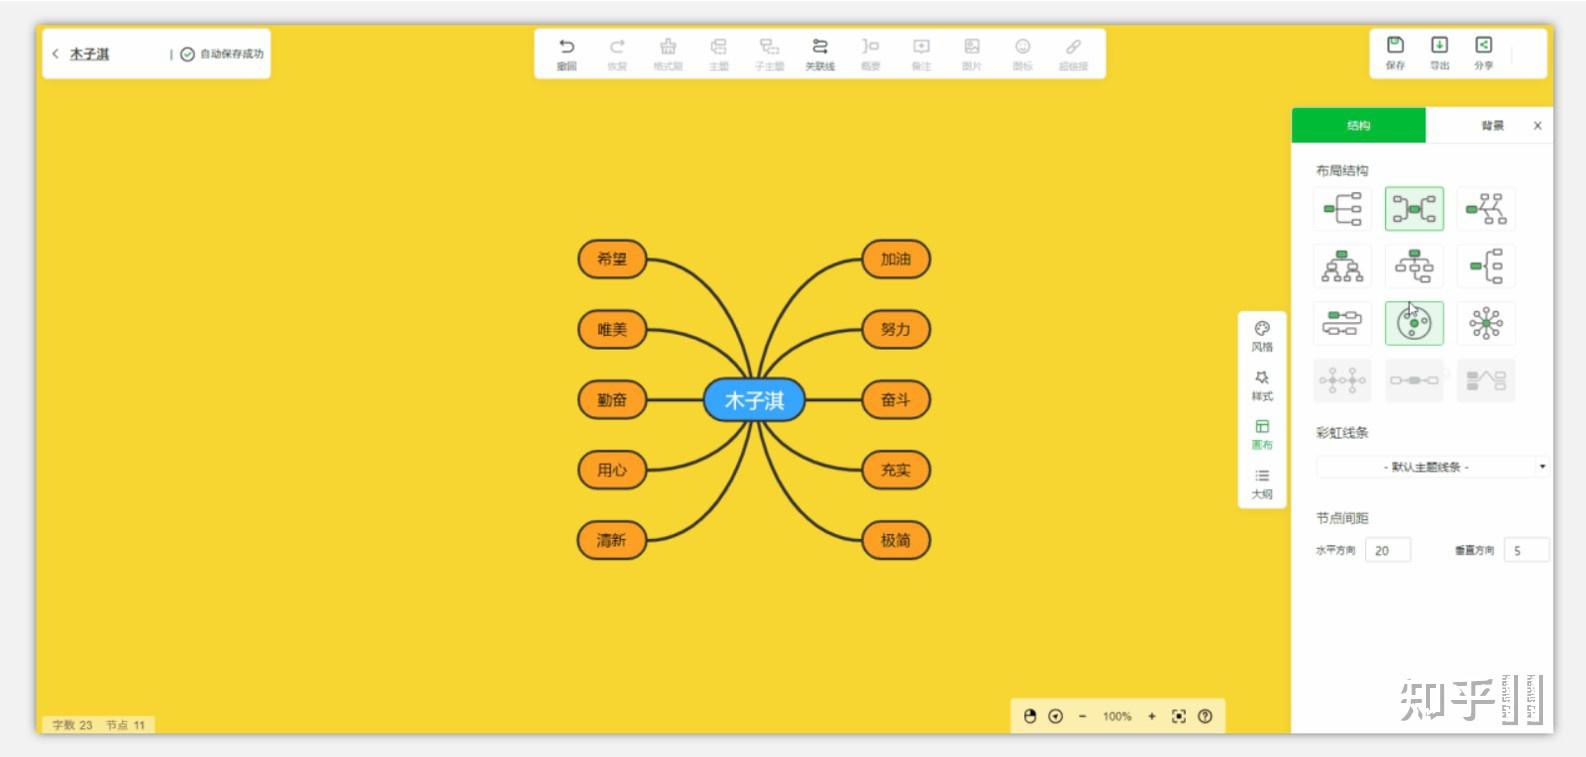 木子淇
自动保存成功
撤回 恢复 格式刷 主题 子主题 关联线 概要 备注 图片 图标 超链接
保存 导出 分享
结构 背景
布局结构
希望
加油
唯美
努力
木子淇
勤奋
奋斗
用心
充实
清新
极简
风格
样式
画布
大纲
彩虹线条
- 默认主题线条 -
节点间距
水平方向 20 垂直方向 5
字数 23 节点 11
100%
知乎